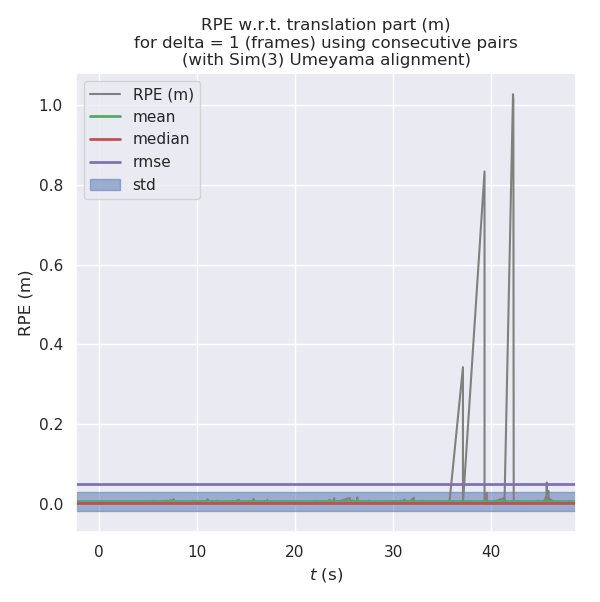 RPE w.r.t. translation part (m)
for delta = 1 (frames) using consecutive pairs
(with Sim(3) Umeyama alignment)
RPE (m)
mean
median
rmse
std
1.0
0.8
0.6
0.4
0.2
0.0
RPE (m)
0 10 20 30 40
t (s)